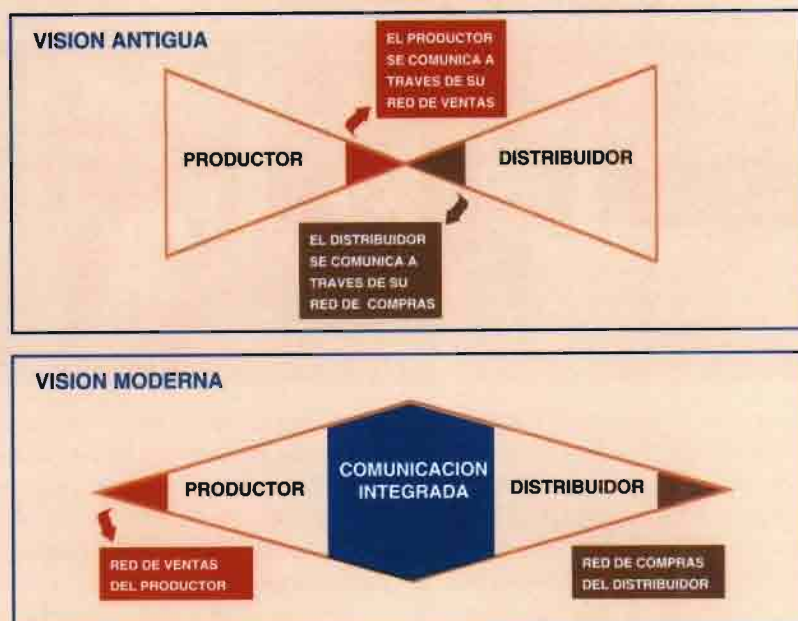 VISION ANTIGUA
EL PRODUCTOR
SE COMUNICA A
TRAVES DE SU
RED DE VENTAS
PRODUCTOR
DISTRIBUIDOR
EL DISTRIBUIDOR
SE COMUNICA A
TRAVES DE SU
RED DE COMPRAS
VISION MODERNA
PRODUCTOR
COMUNICACION
INTEGRADA
DISTRIBUIDOR
RED DE VENTAS
DEL PRODUCTOR
RED DE COMPRAS
DEL DISTRIBUIDOR